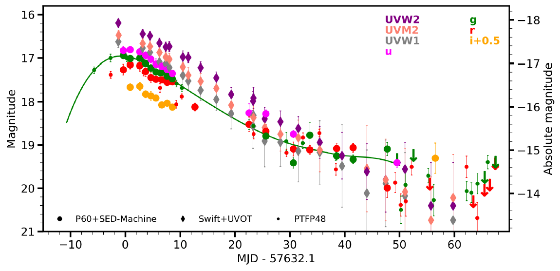 UVW2 g
UVM2 r
UVW1 i+0.5
u
Magnitude
16
17
18
19
20
21
−18
−17
−16
−15
−14
Absolute magnitude
P60+SED-Machine Swift+UVOT PTFP48
−10 0 10 20 30 40 50 60
MJD - 57632.1